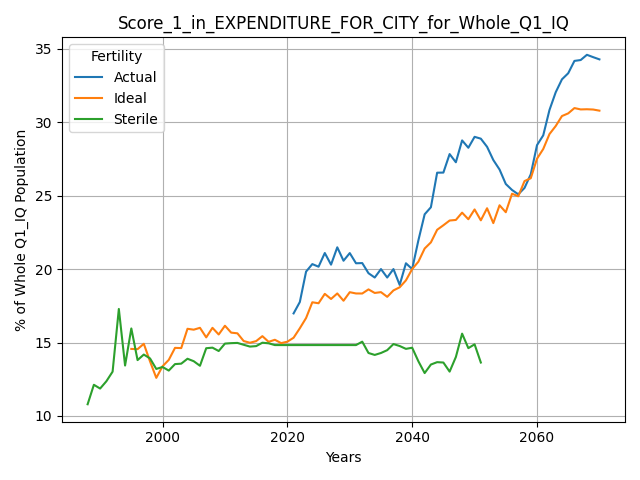 Score_1_in_EXPENDITURE_FOR_CITY_for_Whole_Q1_IQ
Fertility
Actual
Ideal
Sterile
% of Whole Q1_IQ Population
35
30
25
20
15
10
2000
2020
2040
2060
Years